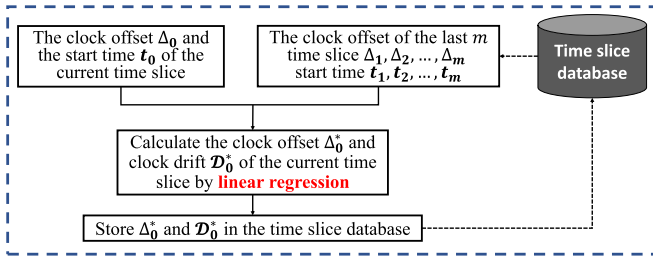 The clock offset Δ₀ and
the start time t₀ of the
current time slice
The clock offset of the last m
time slice Δ₁, Δ₂, ..., Δₘ
start time t₁, t₂, ..., tₘ
Time slice
database
Calculate the clock offset Δ₀* and
clock drift 𝓓₀* of the current time
slice by linear regression
Store Δ₀* and 𝓓₀* in the time slice database